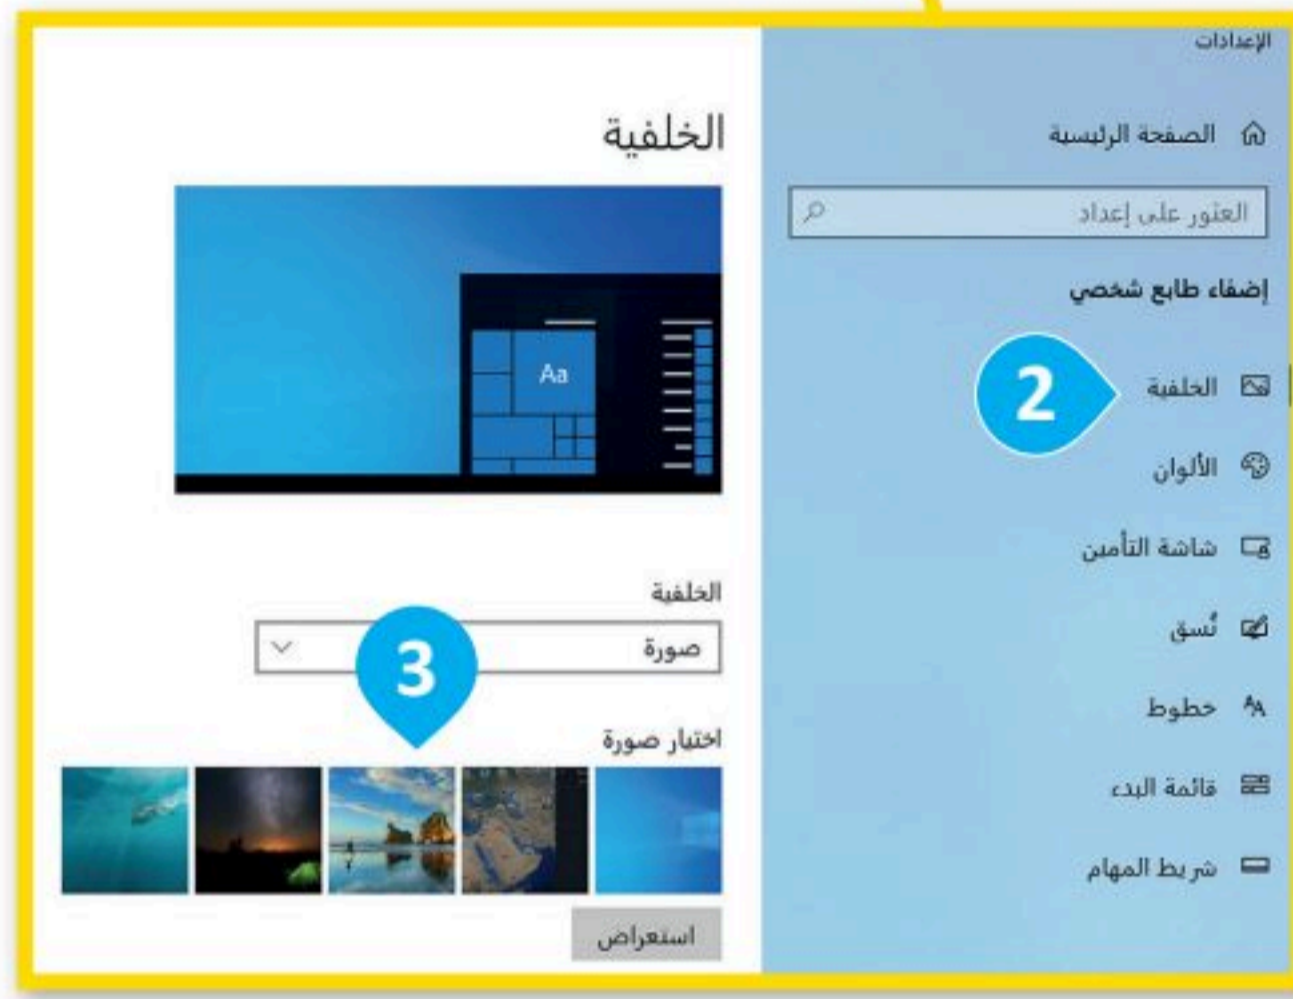 الإعدادات
الصفحة الرئيسية
العثور على إعداد
إضفاء طابع شخصي
2
الخلفية
الألوان
شاشة التأمين
نُسق
خطوط
قائمة البدء
شريط المهام
الخلفية
Aa
الخلفية
صورة
3
اختيار صورة
استعراض